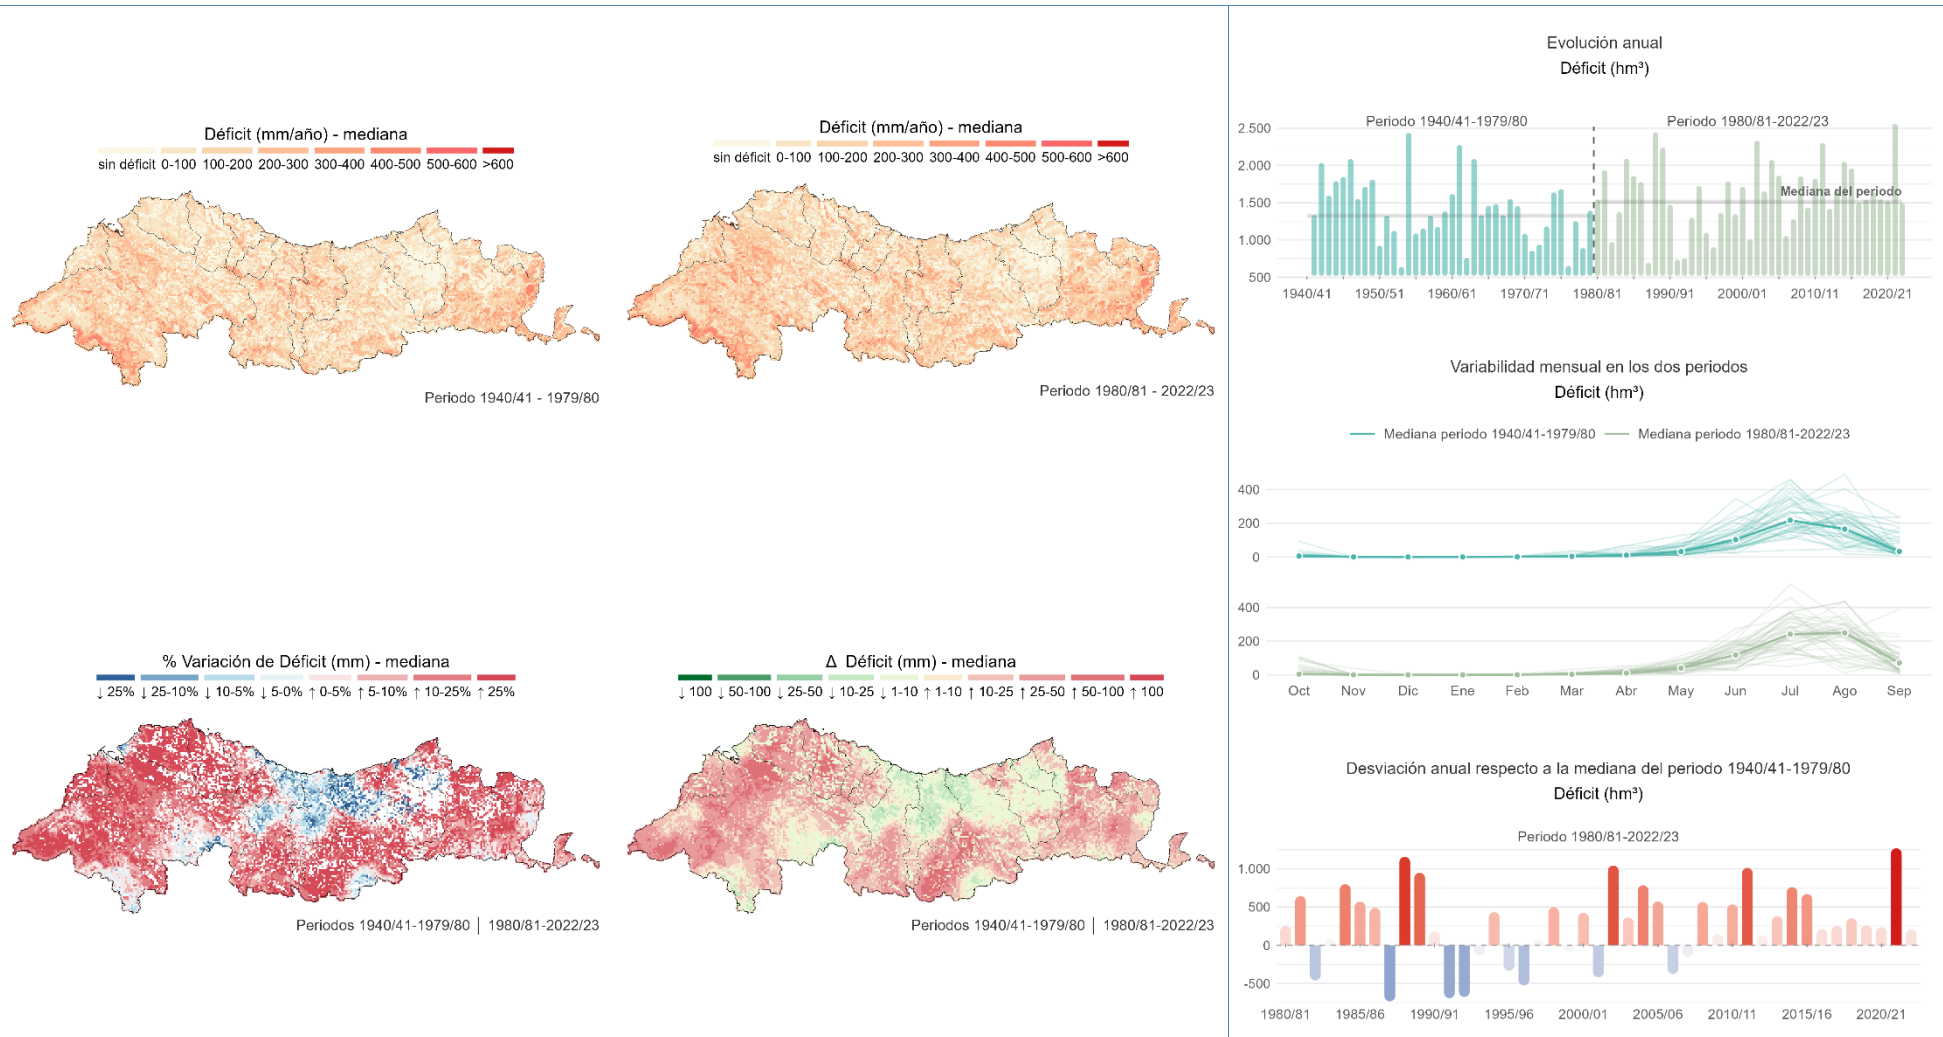 Déficit (mm/año) - mediana
sin déficit 0-100 100-200 200-300 300-400 400-500 500-600 >600
Periodo 1940/41 - 1979/80
Déficit (mm/año) - mediana
sin déficit 0-100 100-200 200-300 300-400 400-500 500-600 >600
Periodo 1980/81 - 2022/23
% Variación de Déficit (mm) - mediana
↓ 25% ↓ 25-10% ↓ 10-5% ↓ 5-0% ↑ 0-5% ↑ 5-10% ↑ 10-25% ↑ 25%
Periodos 1940/41-1979/80 | 1980/81-2022/23
Δ Déficit (mm) - mediana
↓ 100 ↓ 50-100 ↓ 25-50 ↓ 10-25 ↓ 1-10 ↑ 1-10 ↑ 10-25 ↑ 25-50 ↑ 50-100 ↑ 100
Periodos 1940/41-1979/80 | 1980/81-2022/23
Evolución anual
Déficit (hm³)
Periodo 1940/41-1979/80 Periodo 1980/81-2022/23
2.500
2.000
Mediana del periodo
1.500
1.000
500
1940/41 1950/51 1960/61 1970/71 1980/81 1990/91 2000/01 2010/11 2020/21
Variabilidad mensual en los dos periodos
Déficit (hm³)
Mediana periodo 1940/41-1979/80 Mediana periodo 1980/81-2022/23
400
200
0
400
200
0
Oct Nov Dic Ene Feb Mar Abr May Jun Jul Ago Sep
Desviación anual respecto a la mediana del periodo 1940/41-1979/80
Déficit (hm³)
Periodo 1980/81-2022/23
1.000
500
0
-500
1980/81 1985/86 1990/91 1995/96 2000/01 2005/06 2010/11 2015/16 2020/21